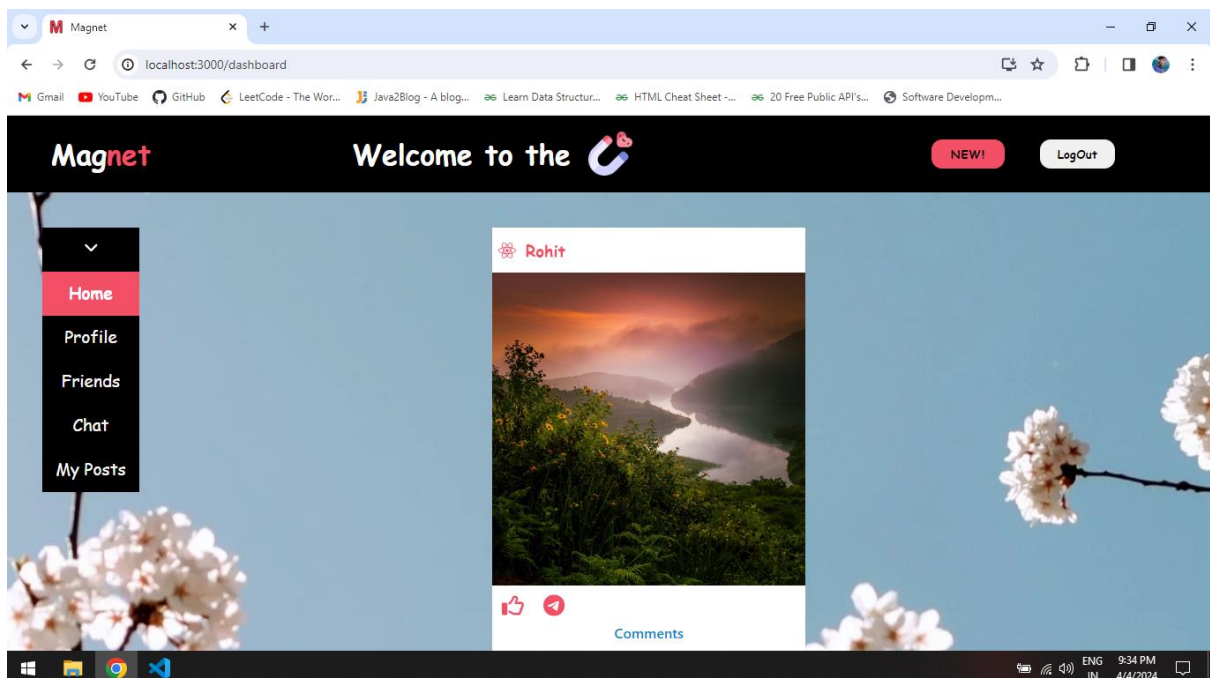 Magnet
localhost:3000/dashboard
Gmail YouTube GitHub LeetCode - The Wor... Java2Blog - A blog... Learn Data Structur... HTML Cheat Sheet -... 20 Free Public API's... Software Developm...
Magnet Welcome to the NEW! LogOut
Home
Profile
Friends
Chat
My Posts
Rohit
Comments
ENG 9:34 PM
IN 4/4/2024